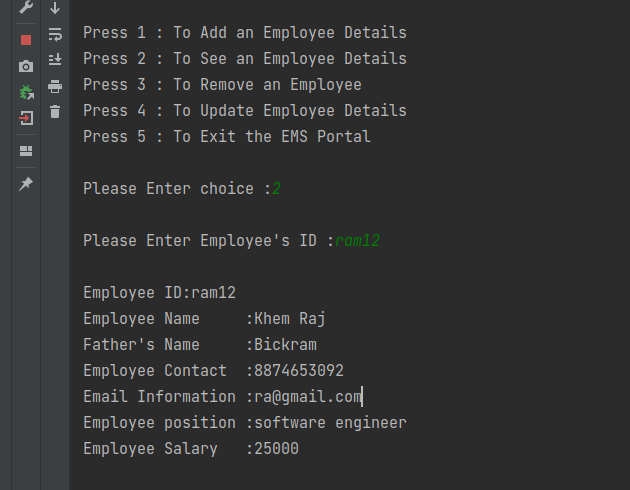 Press 1 : To Add an Employee Details
Press 2 : To See an Employee Details
Press 3 : To Remove an Employee
Press 4 : To Update Employee Details
Press 5 : To Exit the EMS Portal
Please Enter choice :2
Please Enter Employee's ID :ram12
Employee ID:ram12
Employee Name     :Khem Raj
Father's Name     :Bickram
Employee Contact  :8874653092
Email Information :ra@gmail.com
Employee position :software engineer
Employee Salary   :25000